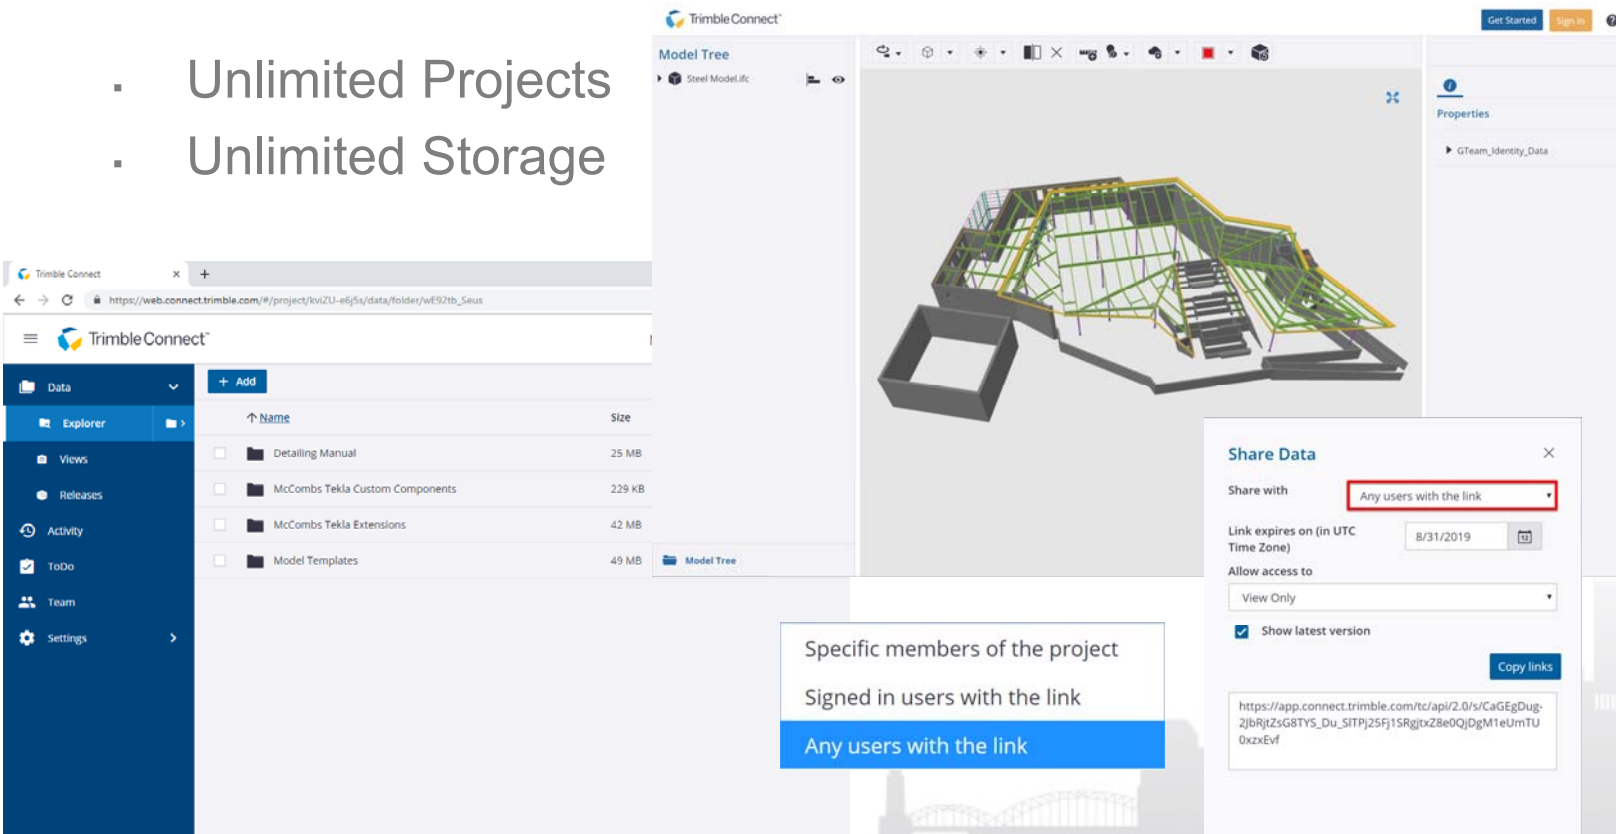 ▪ Unlimited Projects
▪ Unlimited Storage
Trimble Connect™
Get Started
Sign In
Model Tree
Steel Model.ifc
Properties
GTeam_Identity_Data
Model Tree
Trimble Connect
https://web.connect.trimble.com/#/project/kviZU-e6j5s/data/folder/wE92tb_Seus
Trimble Connect™
Data
Explorer
Views
Releases
Activity
ToDo
Team
Settings
+ Add
Name Size
Detailing Manual 25 MB
McCombs Tekla Custom Components 229 KB
McCombs Tekla Extensions 42 MB
Model Templates 49 MB
Specific members of the project
Signed in users with the link
Any users with the link
Share Data
Share with Any users with the link
Link expires on (in UTC
Time Zone)
8/31/2019
Allow access to
View Only
Show latest version
Copy links
https://app.connect.trimble.com/tc/api/2.0/s/CaGEgDug-
2JbRjtZsG8TYS_Du_SlTPj25Fj1SRgjtxZ8e0QjDgM1eUmTU
0xzxEvf